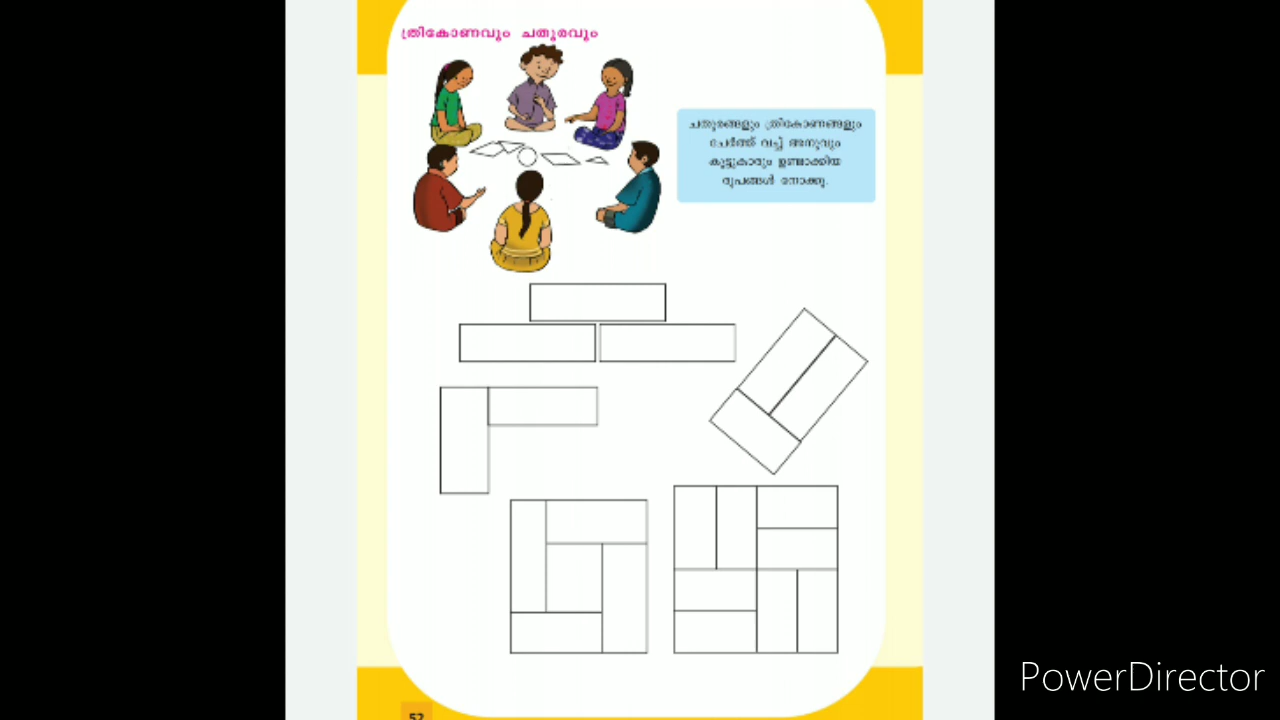 ത്രികോണവും ചതുരവും
ചതുരങ്ങളും ത്രികോണങ്ങളും
ചേർത്ത് വച്ച് അനുവും
കൂട്ടുകാരും ഉണ്ടാക്കിയ
രൂപങ്ങൾ നോക്കൂ.
52
PowerDirector